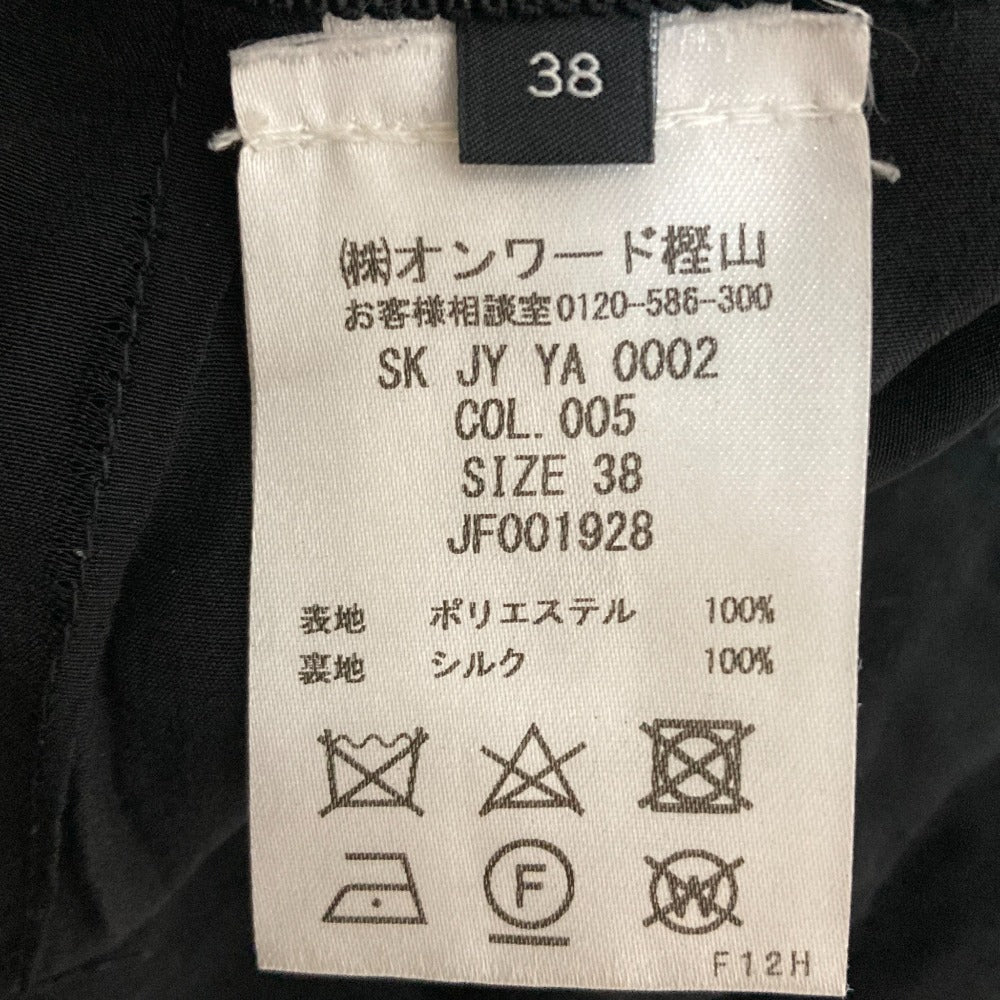 38
㈱オンワード樫山
お客様相談室0120-586-300
SK JY YA 0002
COL. 005
SIZE 38
JF001928
表地 ポリエステル 100%
裏地 シルク 100%
F
W
F12H